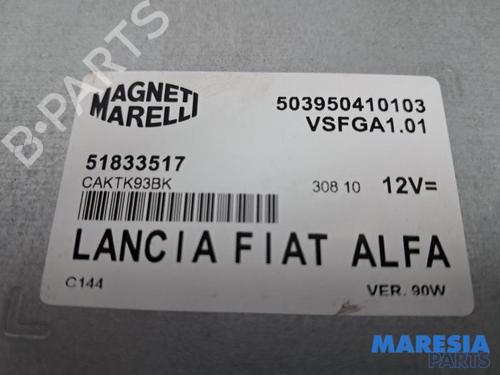 B-PARTS
MAGNETI
MARELLI
503950410103
VSFGA1.01
51833517
CAKTK93BK
308 10 12V=
LANCIA FIAT ALFA
C144
VER. 90W
MARESIA
PARTS